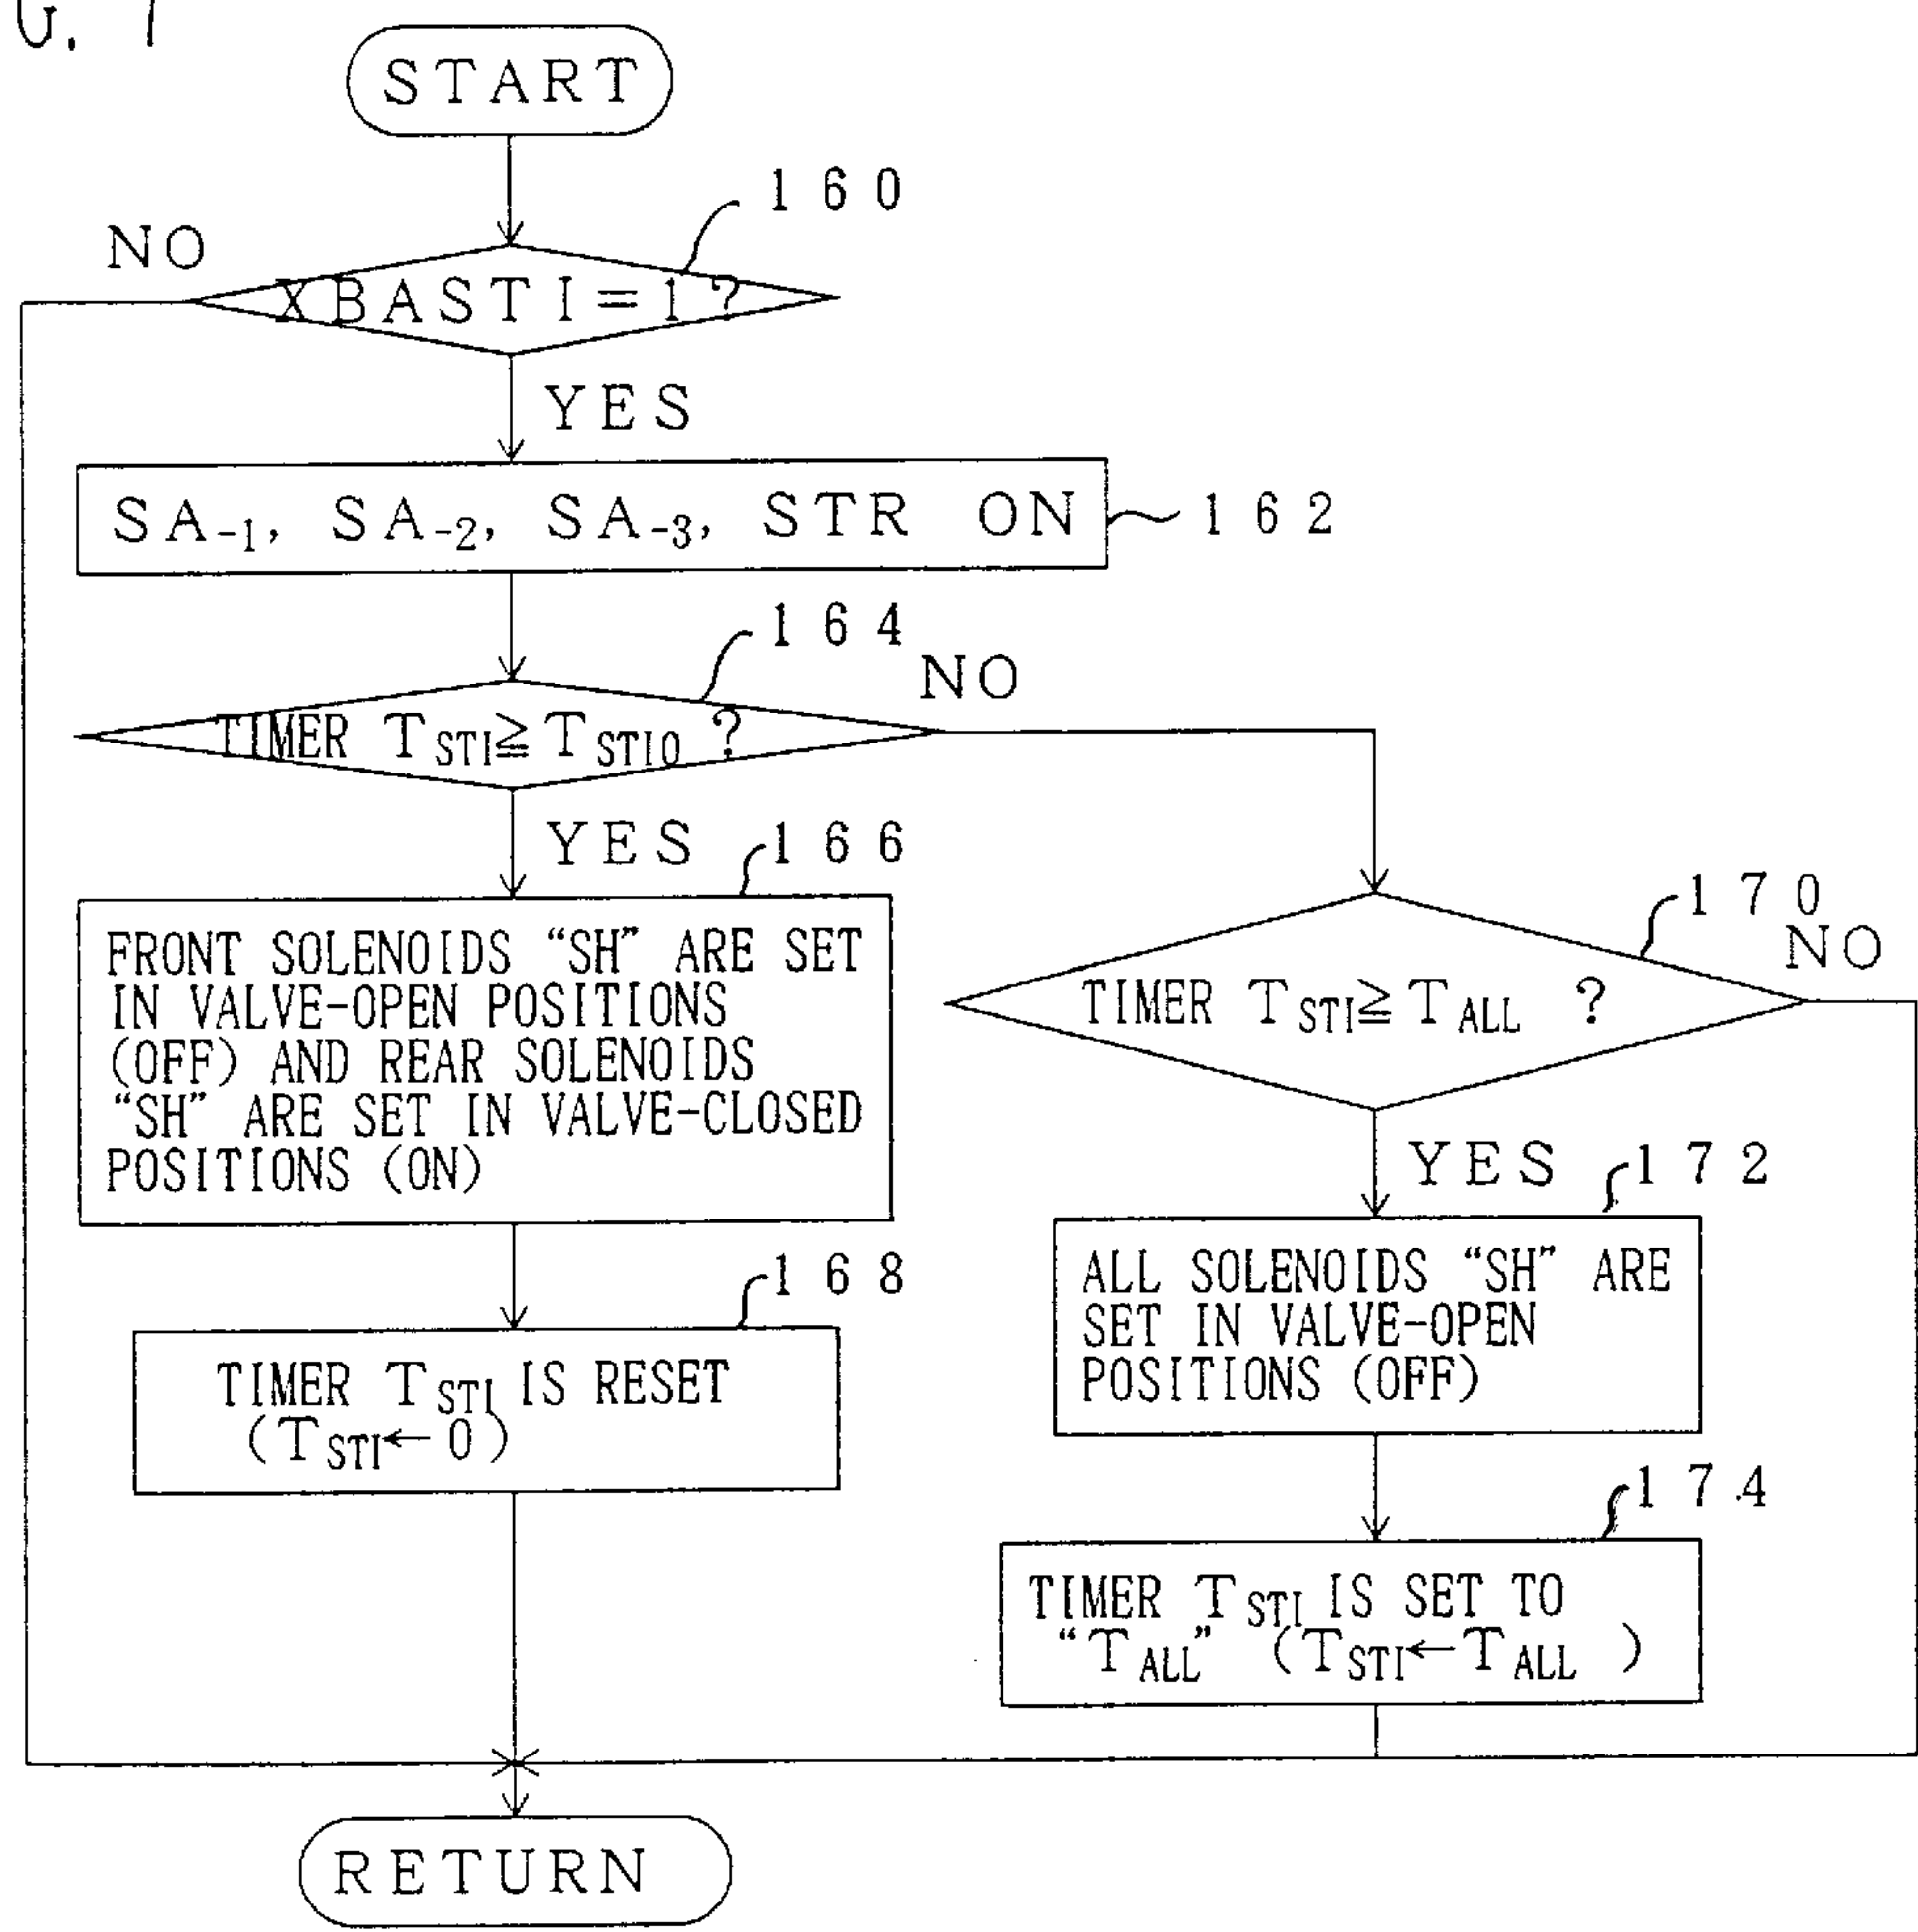 G. 7
START
160
NO
XBASTI=1?
YES
SA-1, SA-2, SA-3, STR ON
162
164
NO
TIMER TSTI≧TSTIO ?
YES
166
FRONT SOLENOIDS “SH” ARE SET
IN VALVE-OPEN POSITIONS
(OFF) AND REAR SOLENOIDS
“SH” ARE SET IN VALVE-CLOSED
POSITIONS (ON)
168
TIMER TSTI IS RESET
(TSTI←0)
170
NO
TIMER TSTI≧TALL ?
YES
172
ALL SOLENOIDS “SH” ARE
SET IN VALVE-OPEN
POSITIONS (OFF)
174
TIMER TSTI IS SET TO
“TALL” (TSTI←TALL )
RETURN